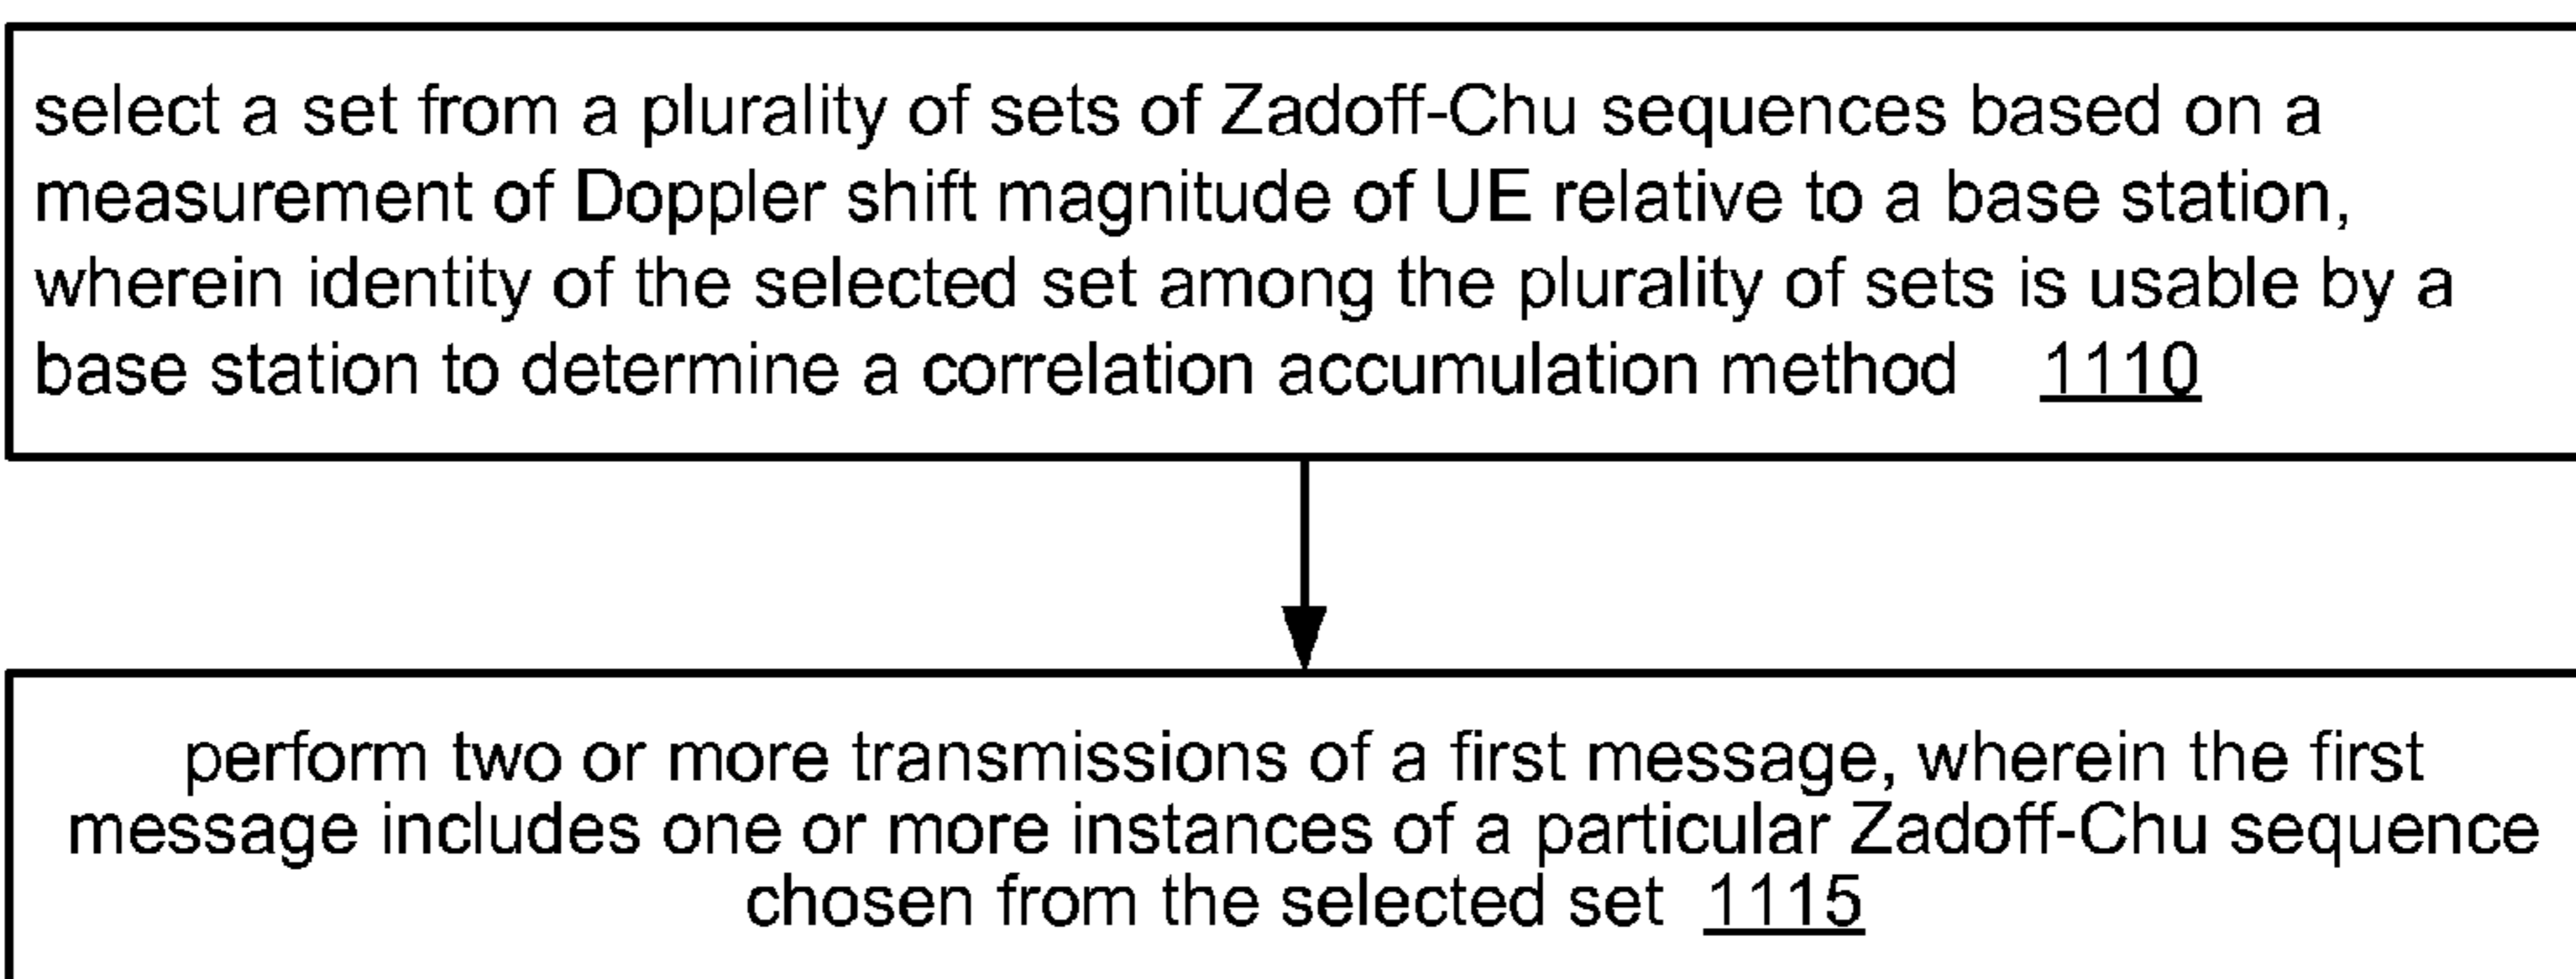 select a set from a plurality of sets of Zadoff-Chu sequences based on a
measurement of Doppler shift magnitude of UE relative to a base station,
wherein identity of the selected set among the plurality of sets is usable by a
base station to determine a correlation accumulation method 1110
perform two or more transmissions of a first message, wherein the first
message includes one or more instances of a particular Zadoff-Chu sequence
chosen from the selected set 1115